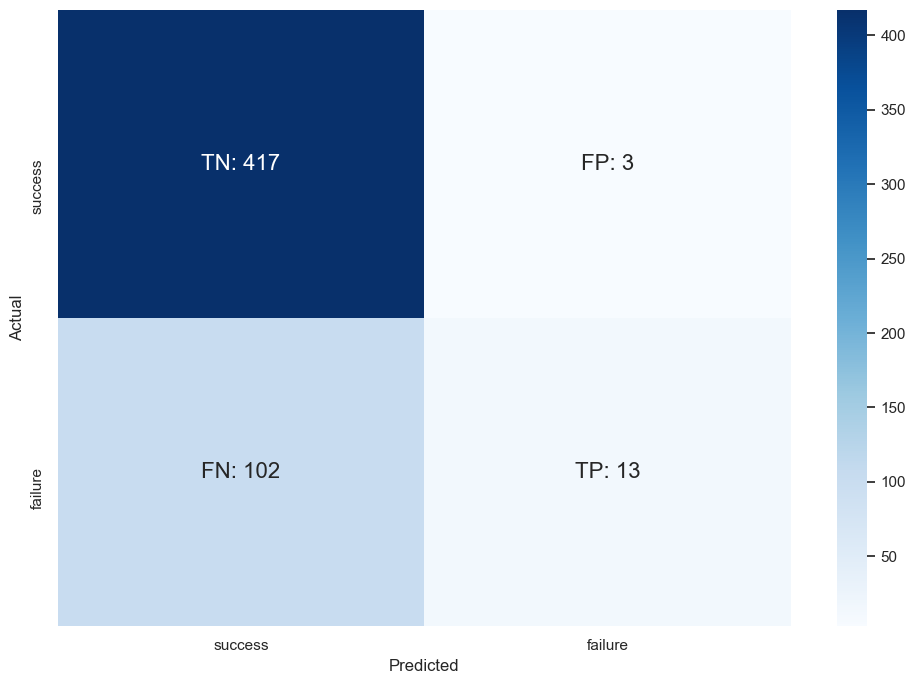 TN: 417
FP: 3
FN: 102
TP: 13
success
failure
Actual
success
failure
Predicted
400
350
300
250
200
150
100
50